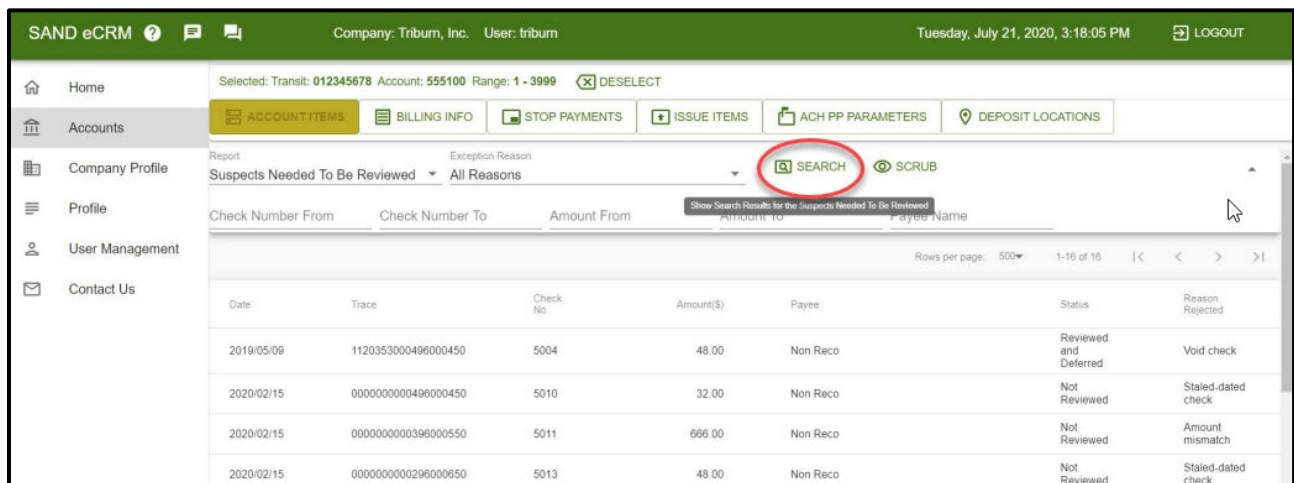 SAND eCRM Company: Triburn, Inc. User: triburn Tuesday, July 21, 2020, 3:18:05 PM LOGOUT
Home
Accounts
Company Profile
Profile
User Management
Contact Us
Selected: Transit: 012345678 Account: 555100 Range: 1 - 3999 DESELECT
ACCOUNT ITEMS BILLING INFO STOP PAYMENTS ISSUE ITEMS ACH PP PARAMETERS DEPOSIT LOCATIONS
Report Exception Reason
Suspects Needed To Be Reviewed All Reasons SEARCH SCRUB
Show Search Results for the Suspects Needed To Be Reviewed
Check Number From Check Number To Amount From Amount To Payee Name
Rows per page: 500 1-16 of 16
Date Trace Check No. Amount($) Payee Status Reason Rejected
2019/05/09 1120353000496000450 5004 48.00 Non Reco Reviewed and Deferred Void check
2020/02/15 0000000000496000450 5010 32.00 Non Reco Not Reviewed Staled-dated check
2020/02/15 0000000000396000550 5011 666.00 Non Reco Not Reviewed Amount mismatch
2020/02/15 0000000000296000650 5013 48.00 Non Reco Not Reviewed Staled-dated check